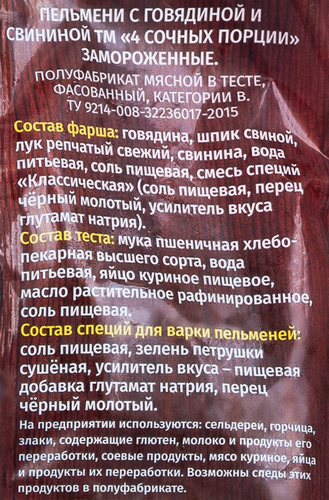 ПЕЛЬМЕНИ С ГОВЯДИНОЙ И
СВИНИНОЙ ТМ «4 СОЧНЫХ ПОРЦИИ»
ЗАМОРОЖЕННЫЕ.
ПОЛУФАБРИКАТ МЯСНОЙ В ТЕСТЕ,
ФАСОВАННЫЙ, КАТЕГОРИИ В.
ТУ 9214-008-32236017-2015
Состав фарша: говядина, шпик свиной,
лук репчатый свежий, свинина, вода
питьевая, соль пищевая, смесь специй
«Классическая» (соль пищевая, перец
чёрный молотый, усилитель вкуса
глутамат натрия).
Состав теста: мука пшеничная хлебо-
пекарная высшего сорта, вода
питьевая, яйцо куриное пищевое,
масло растительное рафинированное,
соль пищевая.
Состав специй для варки пельменей:
соль пищевая, зелень петрушки
сушёная, усилитель вкуса – пищевая
добавка глутамат натрия, перец
чёрный молотый.
На предприятии используются: сельдерей, горчица,
злаки, содержащие глютен, молоко и продукты его
переработки, соевые продукты, мясо куриное, яйца
и продукты их переработки. Возможны следы этих
продуктов в полуфабрикате.